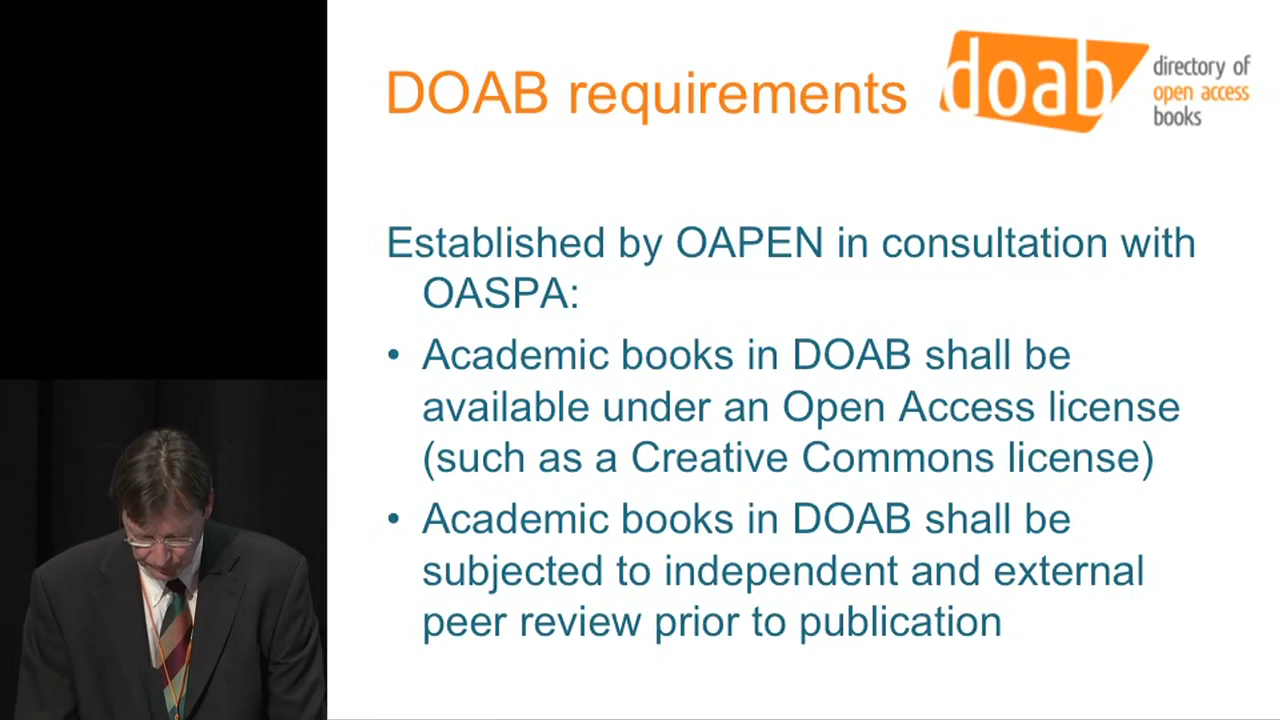 DOAB requirements
doab
directory of
open access
books
Established by OAPEN in consultation with
OASPA:
• Academic books in DOAB shall be
available under an Open Access license
(such as a Creative Commons license)
• Academic books in DOAB shall be
subjected to independent and external
peer review prior to publication